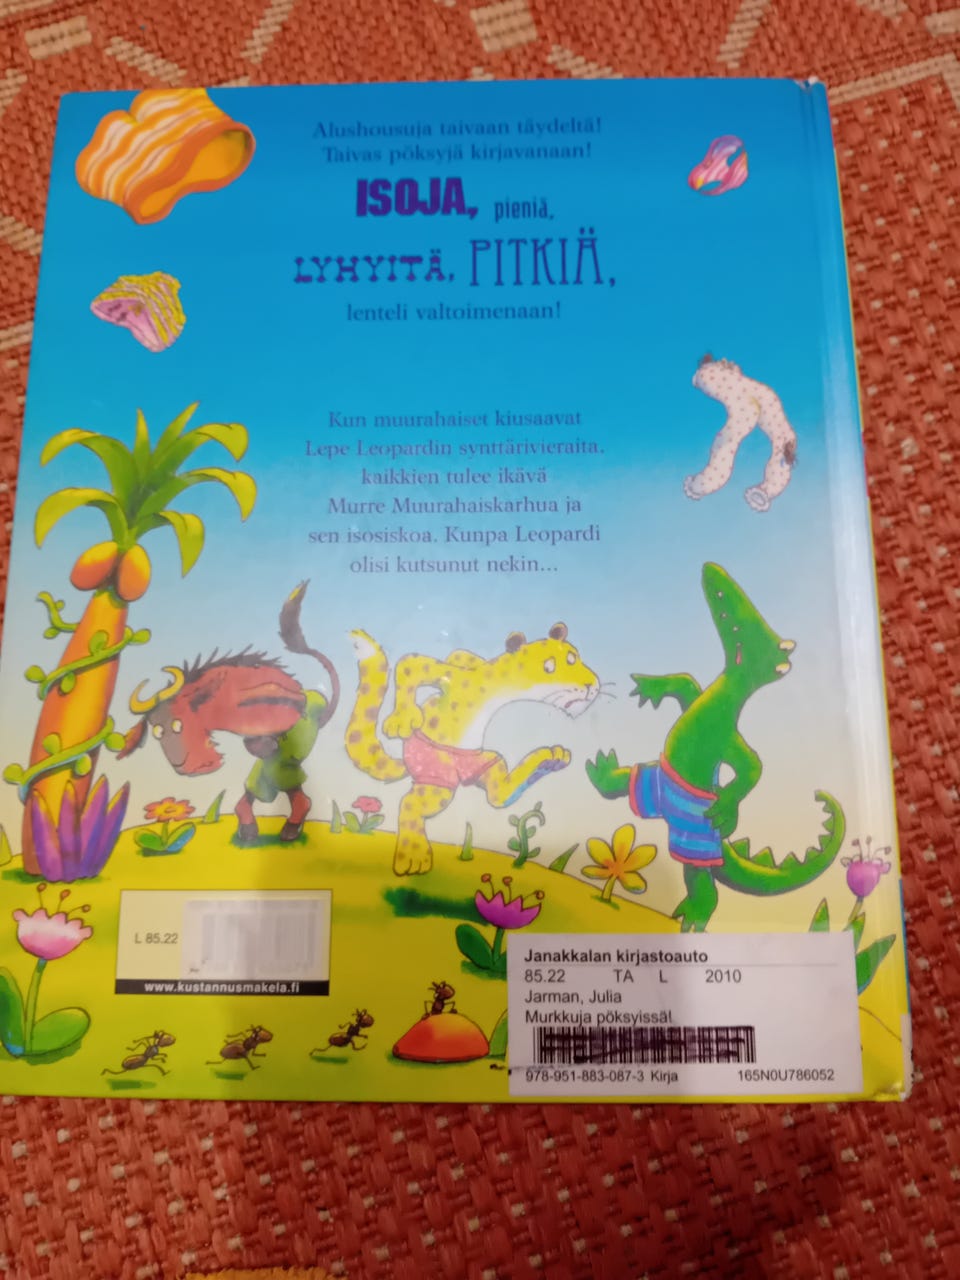 Alushousuja taivaan täydeltä!
Taivas pöksyjä kirjavanaan!
ISOJA, pieniä,
LYHYITÄ, PITKIÄ,
lenteli valtoimenaan!
Kun muurahaiset kiusaavat
Lepe Leopardin synttärivieraita,
kaikkien tulee ikävä
Murre Muurahaiskarhua ja
sen isosiskoa. Kunpa Leopardi
olisi kutsunut nekin...
L 85.22
www.kustannusmakela.fi
Janakkalan kirjastoauto
85.22 TA L 2010
Jarman, Julia
Murkkuja pöksyissä!
978-951-883-087-3 Kirja 165N0U786052